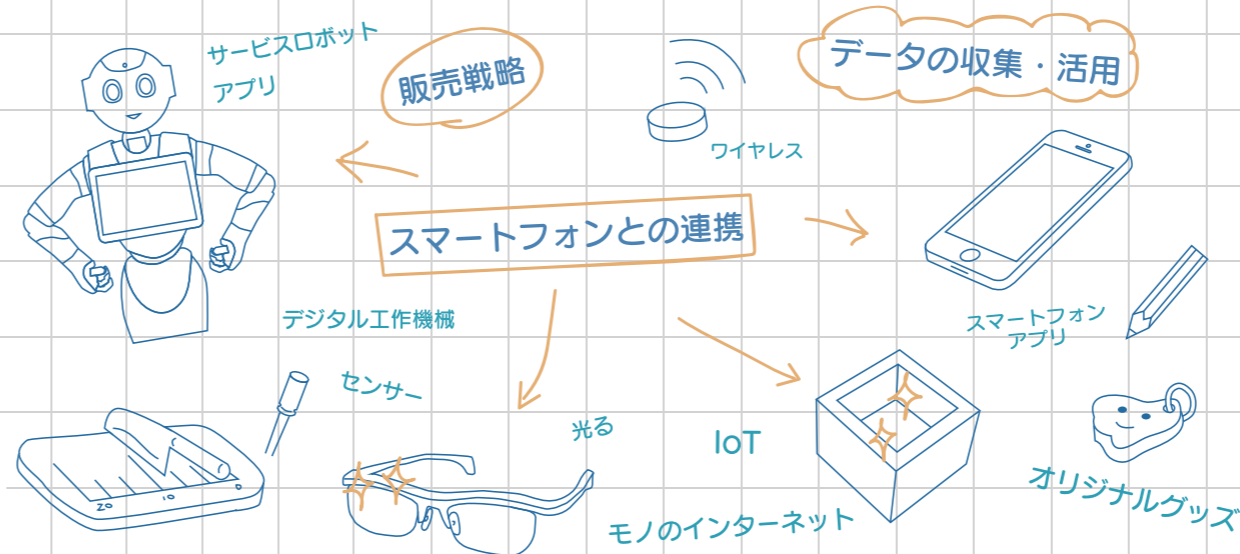 サービスロボット
アプリ
販売戦略
データの収集・活用
ワイヤレス
スマートフォンとの連携
デジタル工作機械
スマートフォン
アプリ
センサー
光る
IoT
モノのインターネット
オリジナルグッズ
20
10